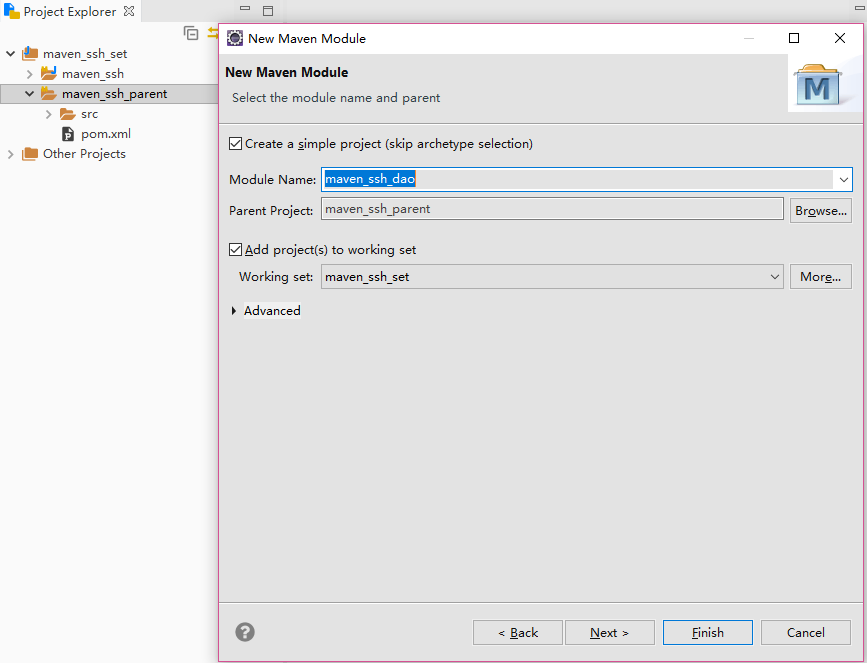 Project Explorer
maven_ssh_set
maven_ssh
maven_ssh_parent
src
pom.xml
Other Projects
New Maven Module
New Maven Module
Select the module name and parent
M
Create a simple project (skip archetype selection)
Module Name: maven_ssh_dao
Parent Project: maven_ssh_parent Browse...
Add project(s) to working set
Working set: maven_ssh_set More...
Advanced
< Back Next > Finish Cancel